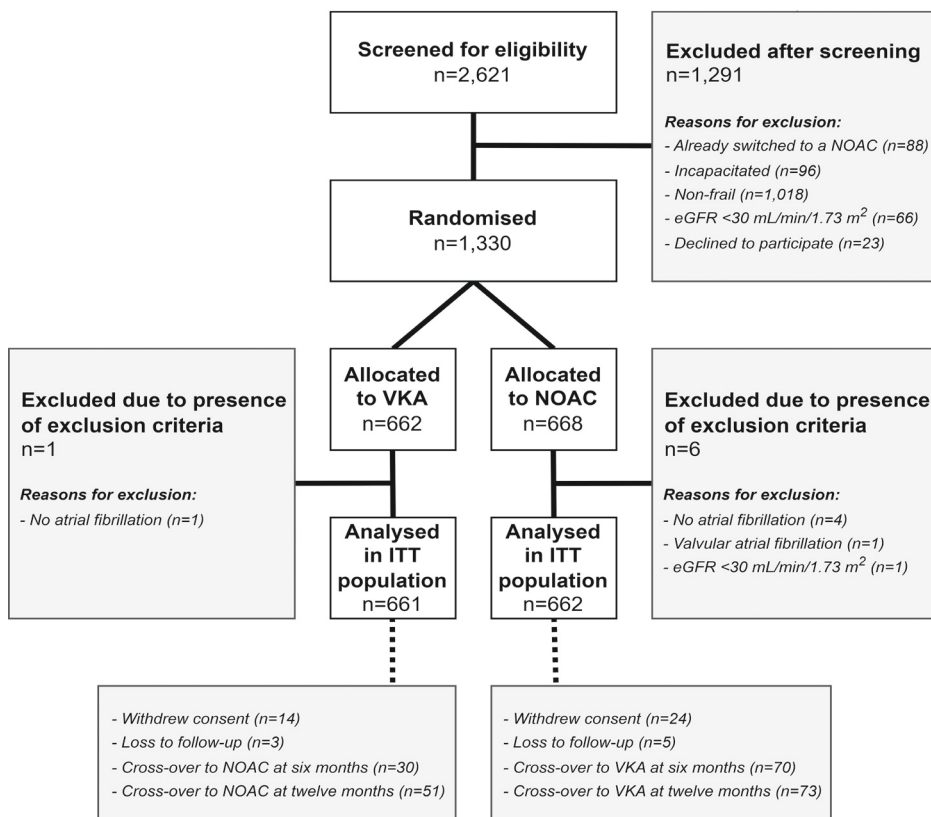 Screened for eligibility
n=2,621
Excluded after screening
n=1,291
Reasons for exclusion:
- Already switched to a NOAC (n=88)
- Incapacitated (n=96)
- Non-frail (n=1,018)
- eGFR <30 mL/min/1.73 m² (n=66)
- Declined to participate (n=23)
Randomised
n=1,330
Allocated
to VKA
n=662
Allocated
to NOAC
n=668
Excluded due to presence
of exclusion criteria
n=1
Reasons for exclusion:
- No atrial fibrillation (n=1)
Excluded due to presence
of exclusion criteria
n=6
Reasons for exclusion:
- No atrial fibrillation (n=4)
- Valvular atrial fibrillation (n=1)
- eGFR <30 mL/min/1.73 m² (n=1)
Analysed
in ITT
population
n=661
Analysed
in ITT
population
n=662
- Withdrew consent (n=14)
- Loss to follow-up (n=3)
- Cross-over to NOAC at six months (n=30)
- Cross-over to NOAC at twelve months (n=51)
- Withdrew consent (n=24)
- Loss to follow-up (n=5)
- Cross-over to VKA at six months (n=70)
- Cross-over to VKA at twelve months (n=73)